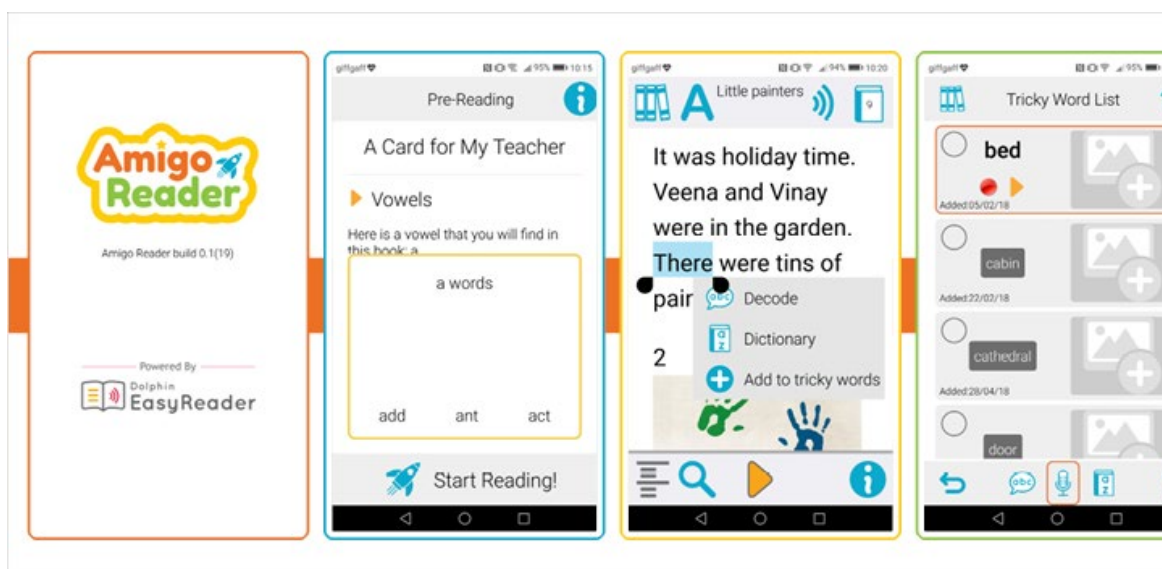 Amigo
Reader
Amigo Reader build 0.1(19)
Powered By
Dolphin
EasyReader
giffgaff 95% 10:15
Pre-Reading
A Card for My Teacher
Vowels
Here is a vowel that you will find in
this book: a
a words
add ant act
Start Reading!
giffgaff 94% 10:20
A Little painters 9
It was holiday time.
Veena and Vinay
were in the garden.
There were tins of
pair
abc Decode
a z Dictionary
Add to tricky words
2
giffgaff 95%
Tricky Word List
bed
Added:05/02/18
cabin
Added:22/02/18
cathedral
Added:28/04/18
door
abc a z